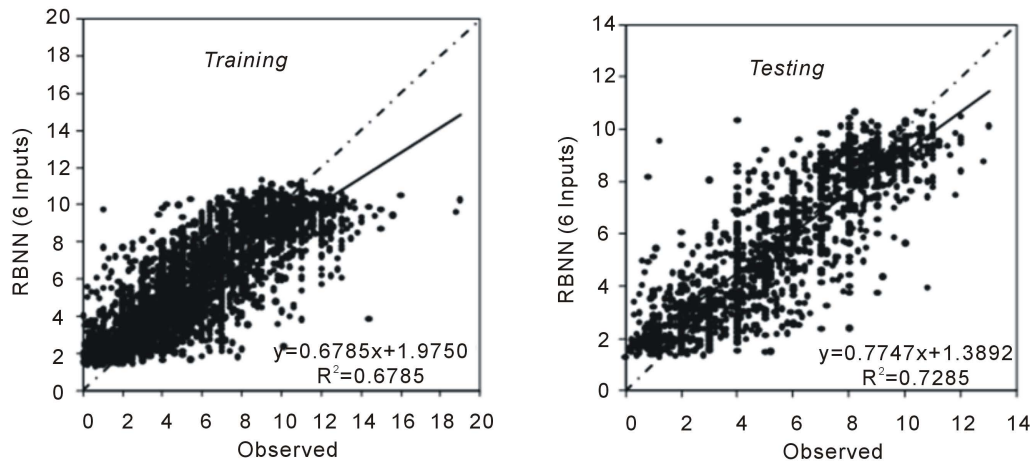 Training
20
18
16
14
12
10
8
6
4
2
0
RBNN (6 Inputs)
y=0.6785x+1.9750
R²=0.6785
0 2 4 6 8 10 12 14 16 18 20
Observed
Testing
14
12
10
8
6
4
2
0
RBNN (6 Inputs)
y=0.7747x+1.3892
R²=0.7285
0 2 4 6 8 10 12 14
Observed